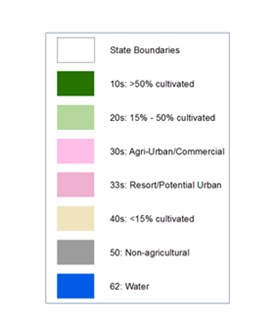 State Boundaries
10s: >50% cultivated
20s: 15% - 50% cultivated
30s: Agri-Urban/Commercial
33s: Resort/Potential Urban
40s: <15% cultivated
50: Non-agricultural
62: Water